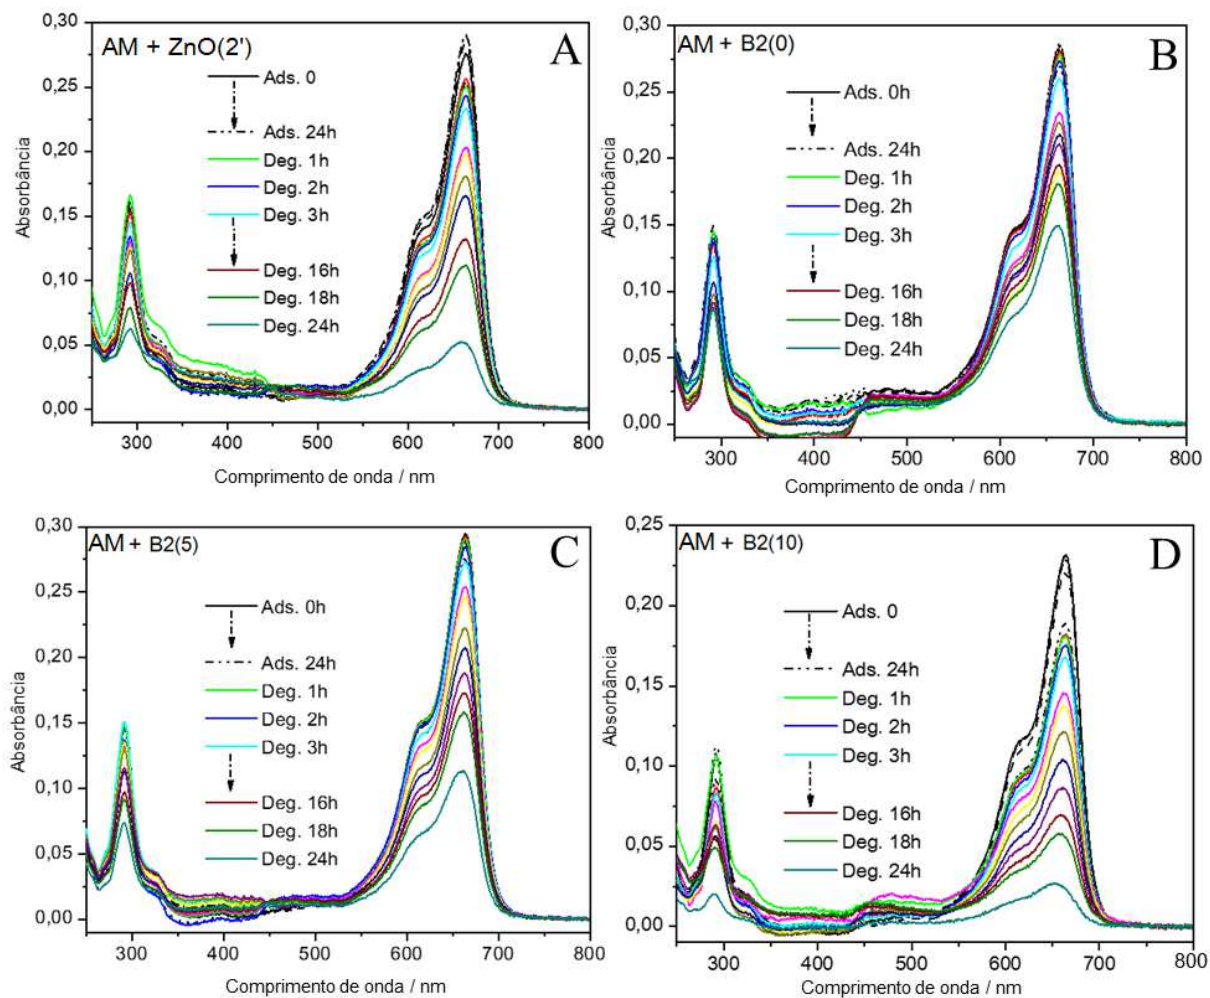 AM + ZnO(2')
A
Ads. 0
Ads. 24h
Deg. 1h
Deg. 2h
Deg. 3h
Deg. 16h
Deg. 18h
Deg. 24h
0,30
0,25
0,20
0,15
0,10
0,05
0,00
Absorbância
300 400 500 600 700 800
Comprimento de onda / nm
AM + B2(0)
B
Ads. 0h
Ads. 24h
Deg. 1h
Deg. 2h
Deg. 3h
Deg. 16h
Deg. 18h
Deg. 24h
0,30
0,25
0,20
0,15
0,10
0,05
0,00
Absorbância
300 400 500 600 700 800
Comprimento de onda / nm
AM + B2(5)
C
Ads. 0h
Ads. 24h
Deg. 1h
Deg. 2h
Deg. 3h
Deg. 16h
Deg. 18h
Deg. 24h
0,30
0,25
0,20
0,15
0,10
0,05
0,00
Absorbância
300 400 500 600 700 800
Comprimento de onda / nm
AM + B2(10)
D
Ads. 0
Ads. 24h
Deg. 1h
Deg. 2h
Deg. 3h
Deg. 16h
Deg. 18h
Deg. 24h
0,25
0,20
0,15
0,10
0,05
0,00
Absorbância
300 400 500 600 700 800
Comprimento de onda / nm